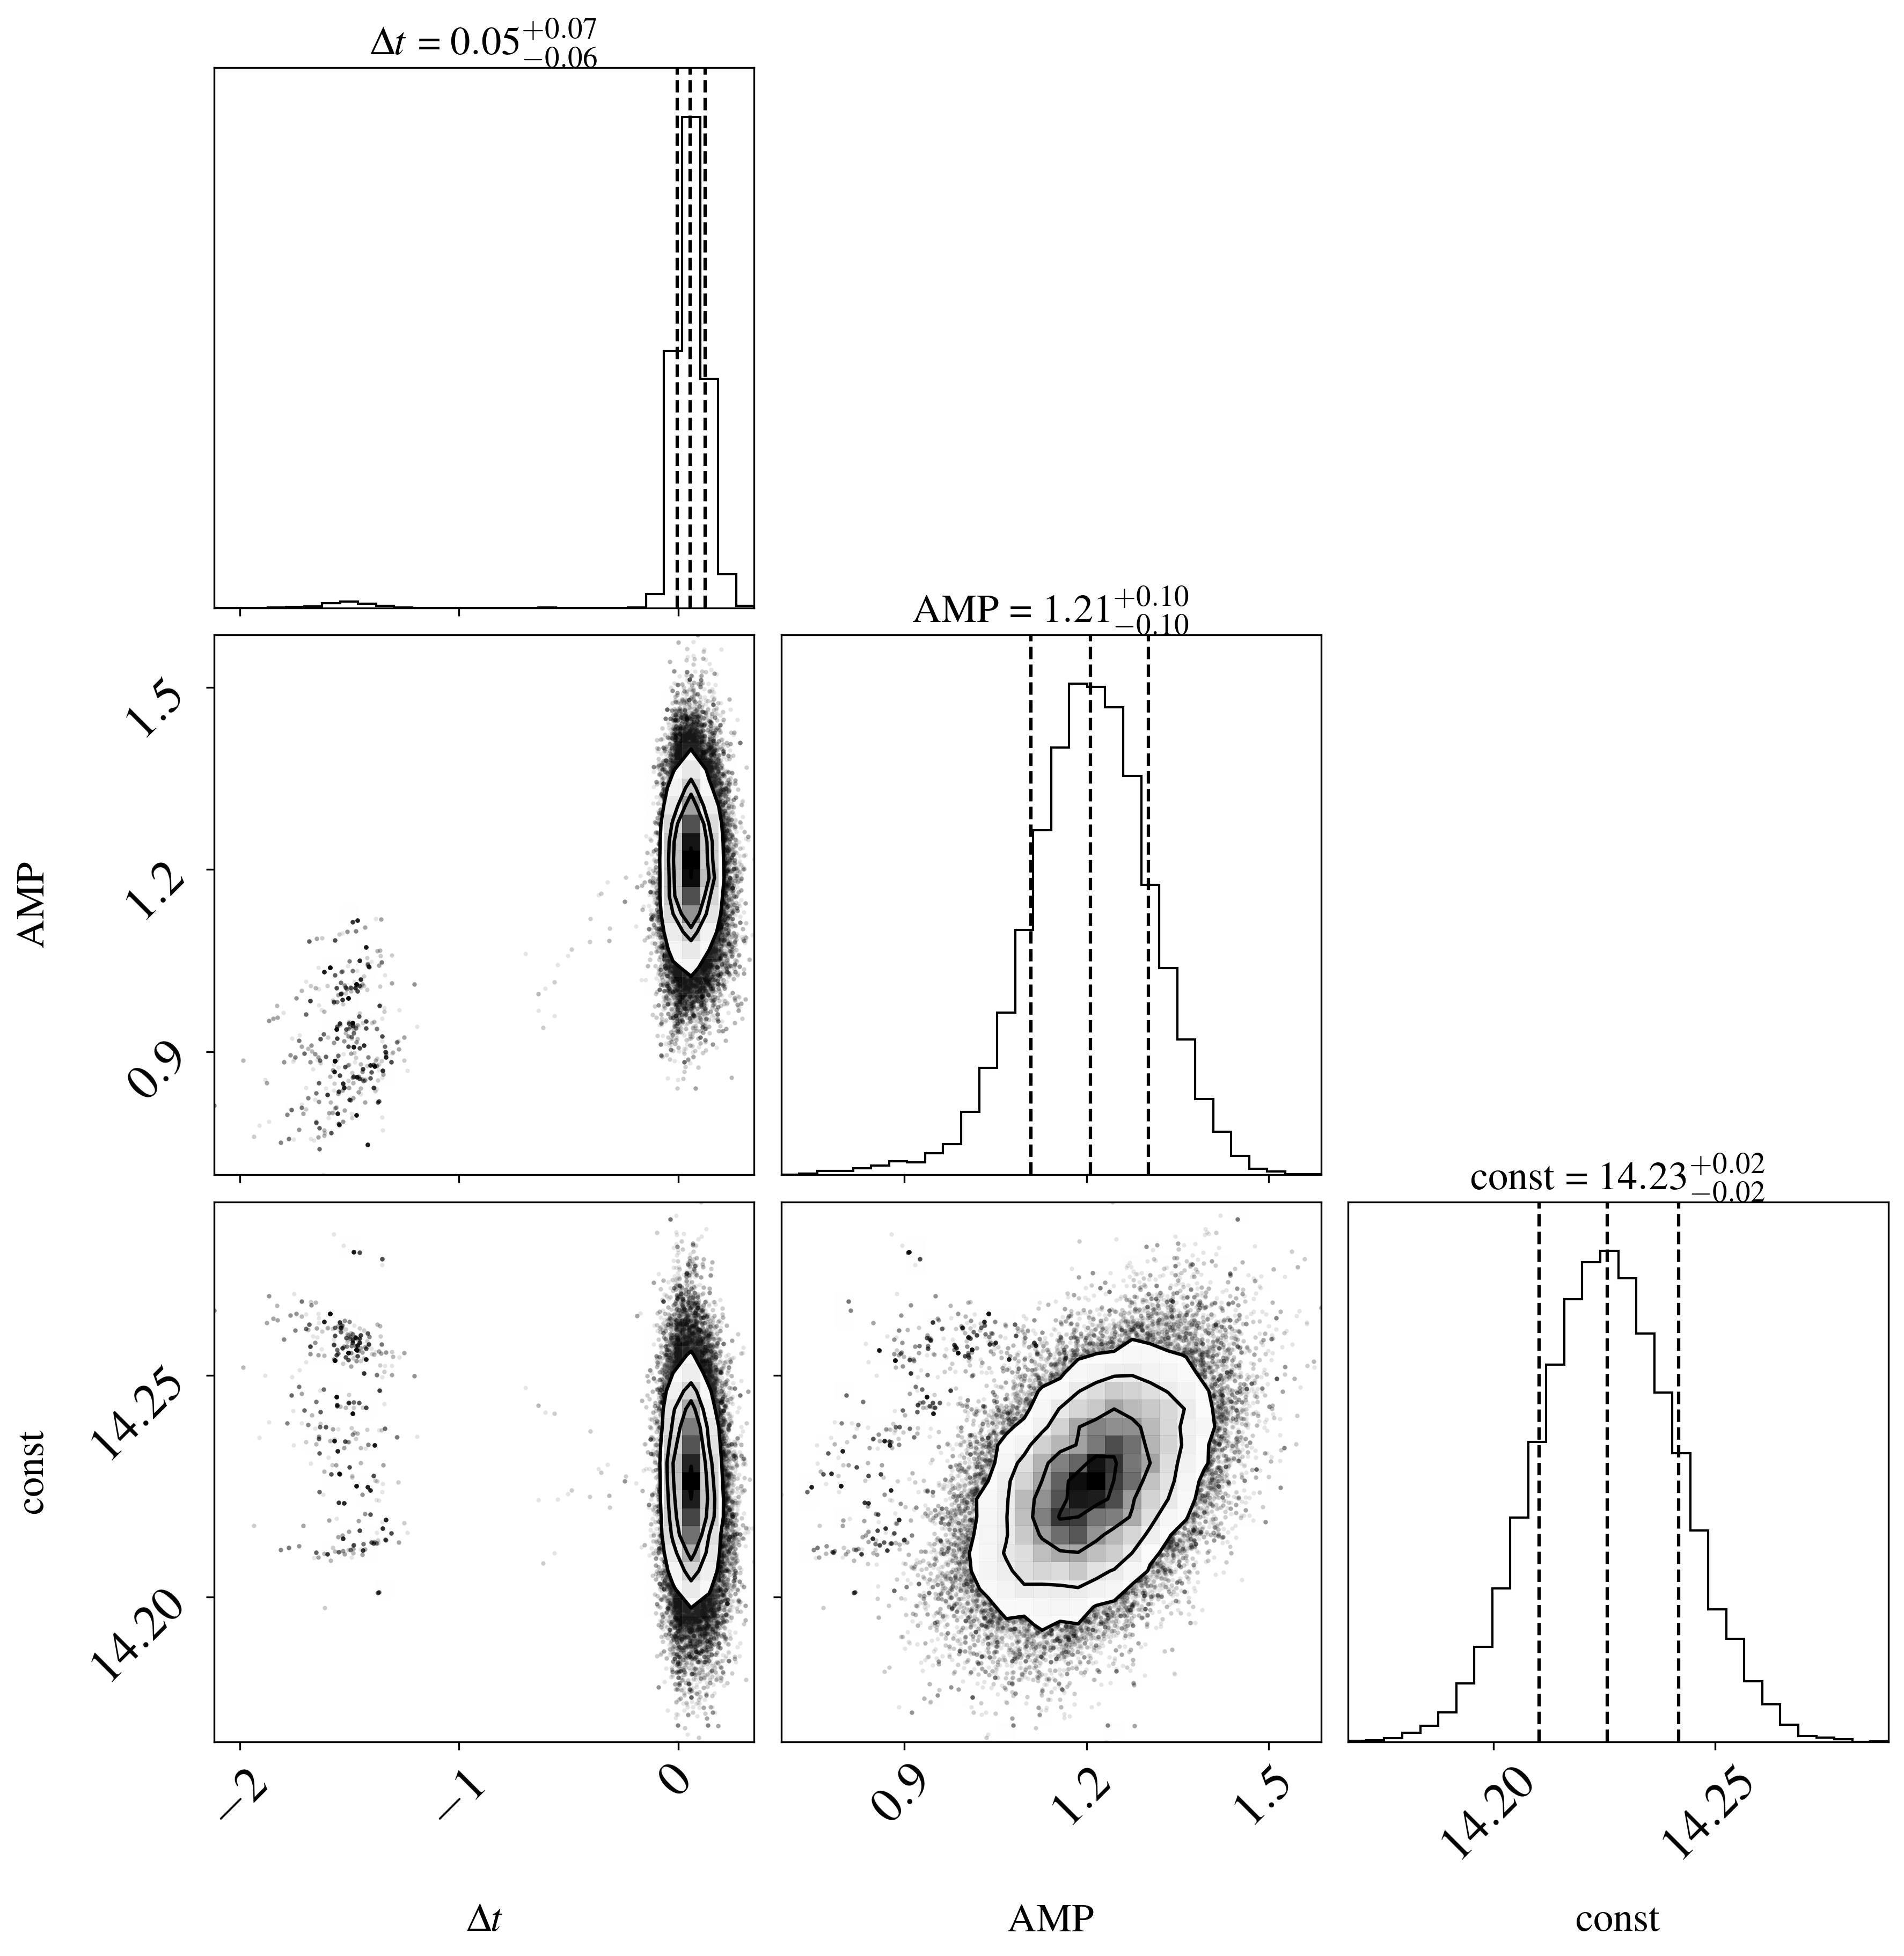 Δt = 0.05+0.07−0.06
AMP = 1.21+0.10−0.10
AMP
1.5
1.2
0.9
const = 14.23+0.02−0.02
const
14.25
14.20
−2
−1
0
0.9
1.2
1.5
14.20
14.25
Δt
AMP
const